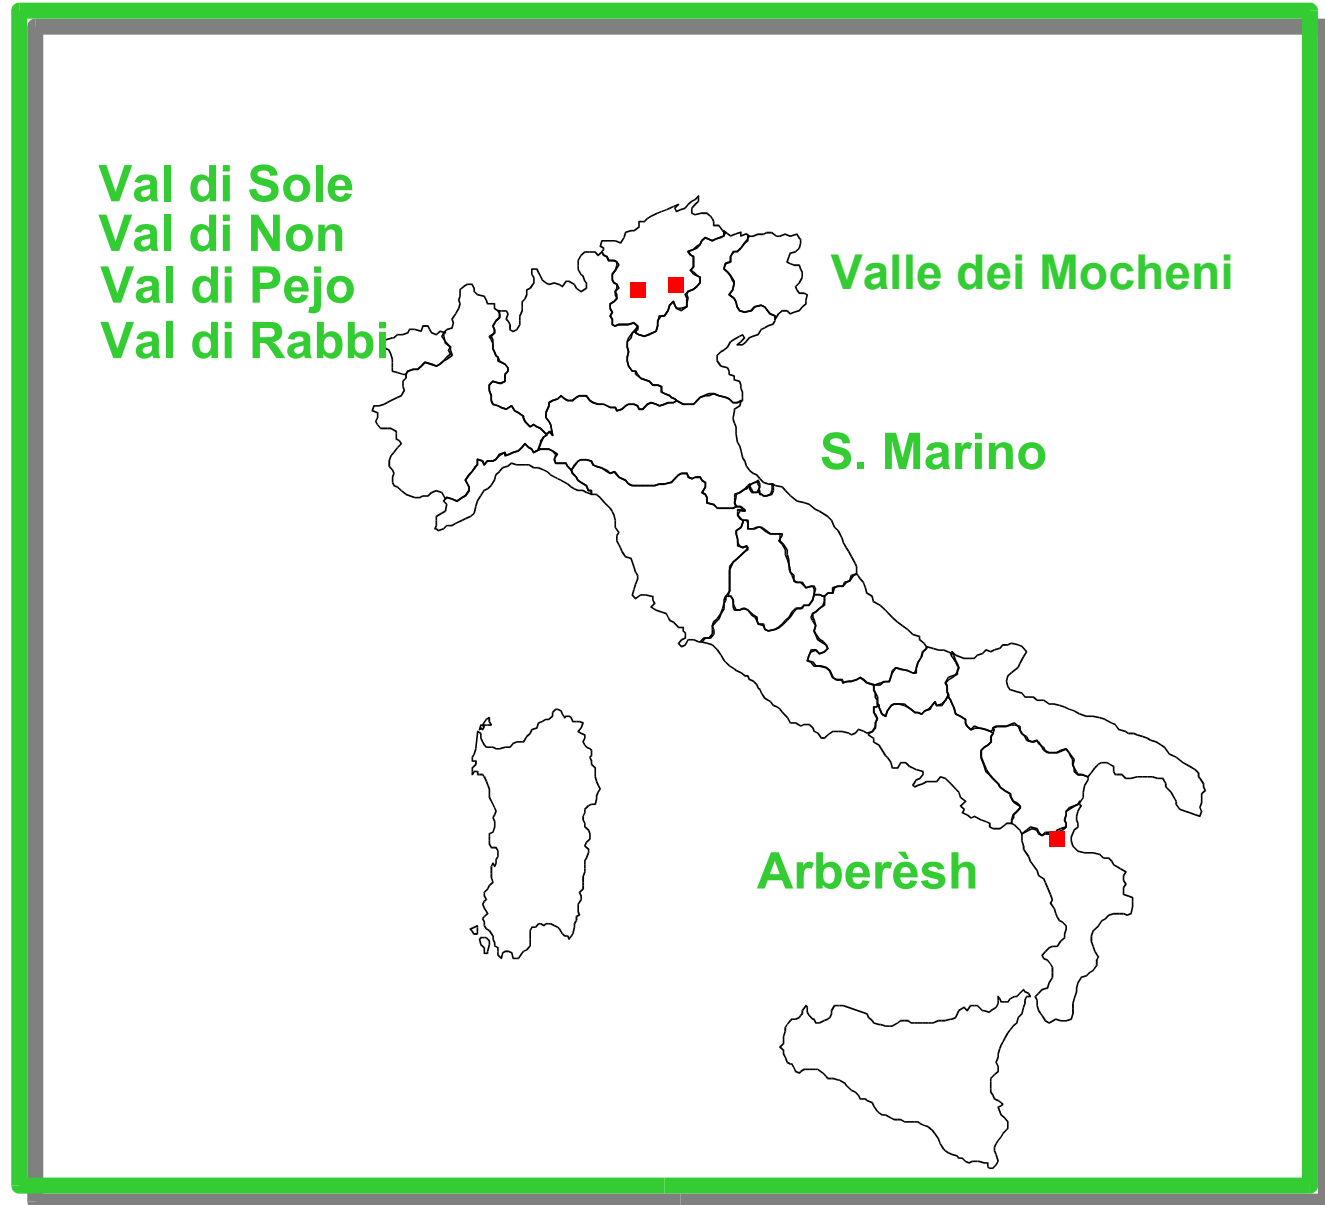 Val di Sole
Val di Non
Val di Pejo
Val di Rabbi
Valle dei Mocheni
S. Marino
Arberèsh